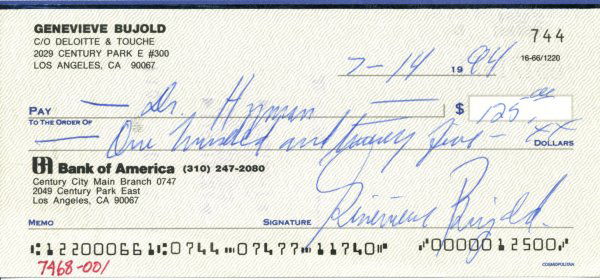 GENEVIEVE BUJOLD
C/O DELOITTE & TOUCHE
2029 CENTURY PARK E #300
LOS ANGELES, CA 90067
744
16-66/1220
7-14 1994
PAY TO THE ORDER OF — Dr. Hyman — $ 125.00
— One hundred and twenty five — xx DOLLARS
BA Bank of America (310) 247-2080
Century City Main Branch 0747
2049 Century Park East
Los Angeles, CA 90067
MEMO SIGNATURE Genevieve Bujold
⑆122000661⑆0744⑈07477⑈11740⑈ ⑈0000012500⑈
7468-001
COSMOPOLITAN